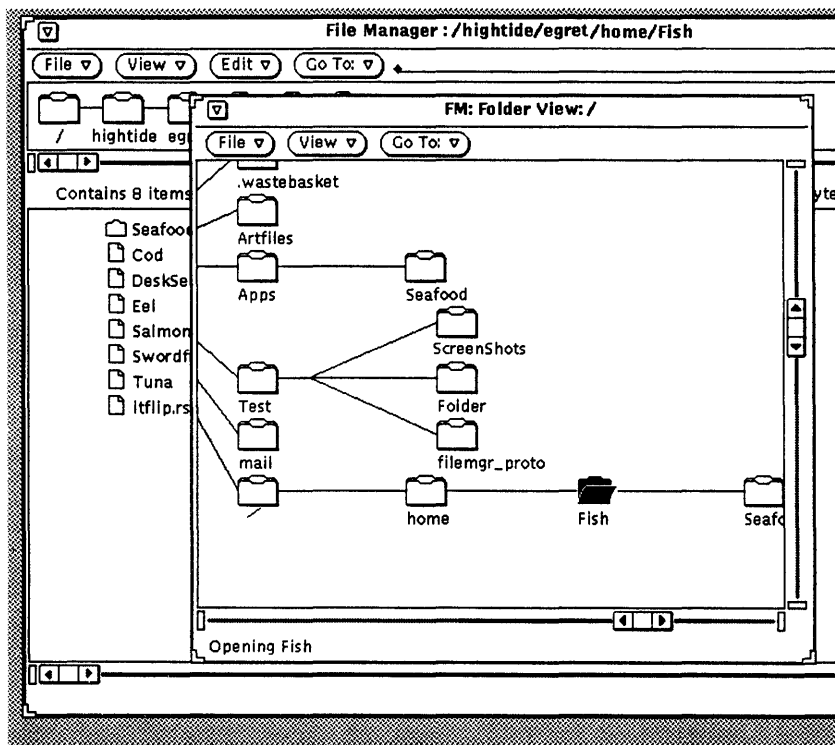 File Manager : /hightide/egret/home/Fish
File View Edit Go To:
/ hightide
Contains 8 items
Seafood
Cod
Eel
Salmon
Tuna
FM: Folder View: /
File View Go To:
.wastebasket
Artfiles
Apps Seafood
ScreenShots
Test Folder
mail filemgr_proto
/ home Fish
Opening Fish